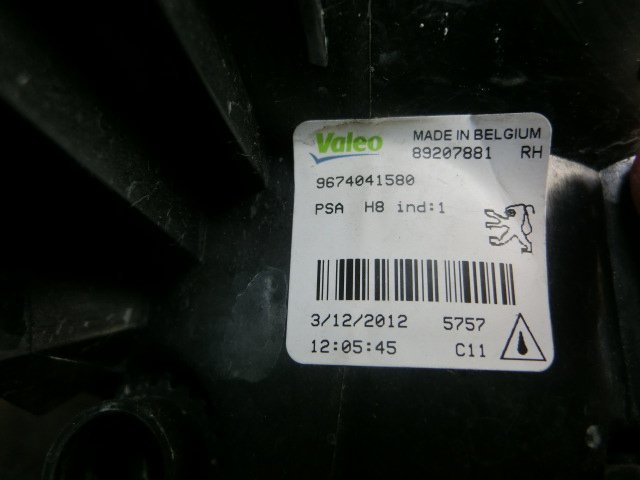 Valeo MADE IN BELGIUM
89207881 RH
9674041580
PSA H8 ind:1
3/12/2012 5757
12:05:45 C11